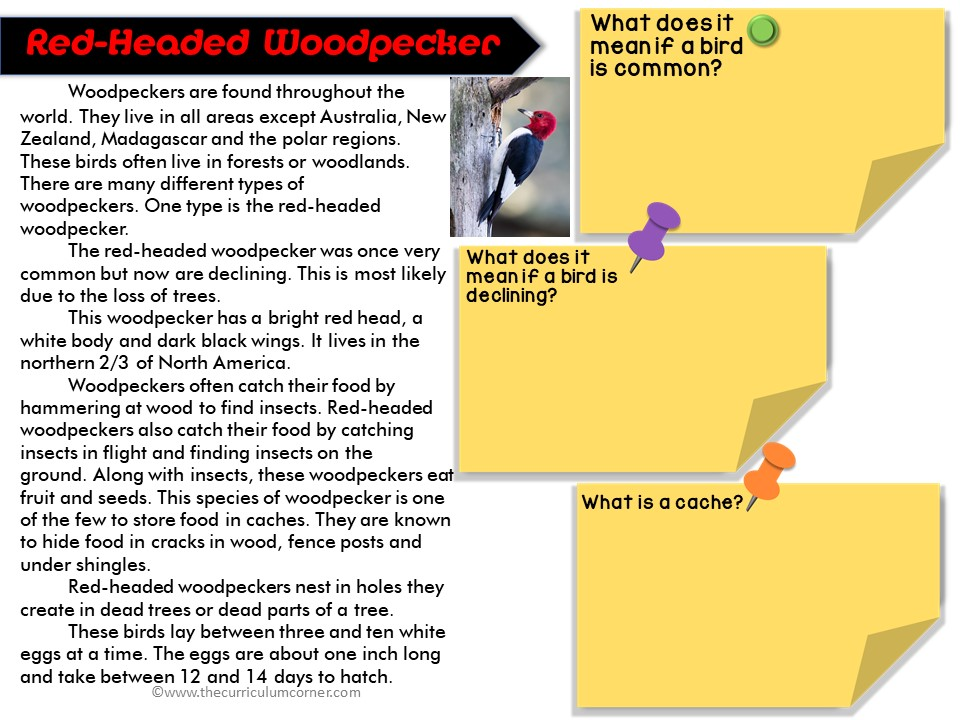 Red-Headed Woodpecker
Woodpeckers are found throughout the
world. They live in all areas except Australia, New
Zealand, Madagascar and the polar regions.
These birds often live in forests or woodlands.
There are many different types of
woodpeckers. One type is the red-headed
woodpecker.
The red-headed woodpecker was once very
common but now are declining. This is most likely
due to the loss of trees.
This woodpecker has a bright red head, a
white body and dark black wings. It lives in the
northern 2/3 of North America.
Woodpeckers often catch their food by
hammering at wood to find insects. Red-headed
woodpeckers also catch their food by catching
insects in flight and finding insects on the
ground. Along with insects, these woodpeckers eat
fruit and seeds. This species of woodpecker is one
of the few to store food in caches. They are known
to hide food in cracks in wood, fence posts and
under shingles.
Red-headed woodpeckers nest in holes they
create in dead trees or dead parts of a tree.
These birds lay between three and ten white
eggs at a time. The eggs are about one inch long
and take between 12 and 14 days to hatch.
©www.thecurriculumcorner.com
What does it
mean if a bird
is common?
What does it
mean if a bird is
declining?
What is a cache?